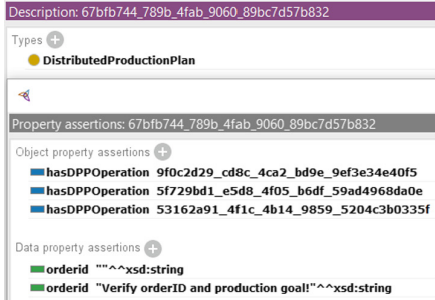 Description: 67bfb744_789b_4fab_9060_89bc7d57b832
Types
DistributedProductionPlan
Property assertions: 67bfb744_789b_4fab_9060_89bc7d57b832
Object property assertions
hasDPPOperation 9f0c2d29_cd8c_4ca2_bd9e_9ef3e34e40f5
hasDPPOperation 5f729bd1_e5d8_4f05_b6df_59ad4968da0e
hasDPPOperation 53162a91_4f1c_4b14_9859_5204c3b0335f
Data property assertions
orderid ""^^xsd:string
orderid "Verify orderID and production goal!"^^xsd:string